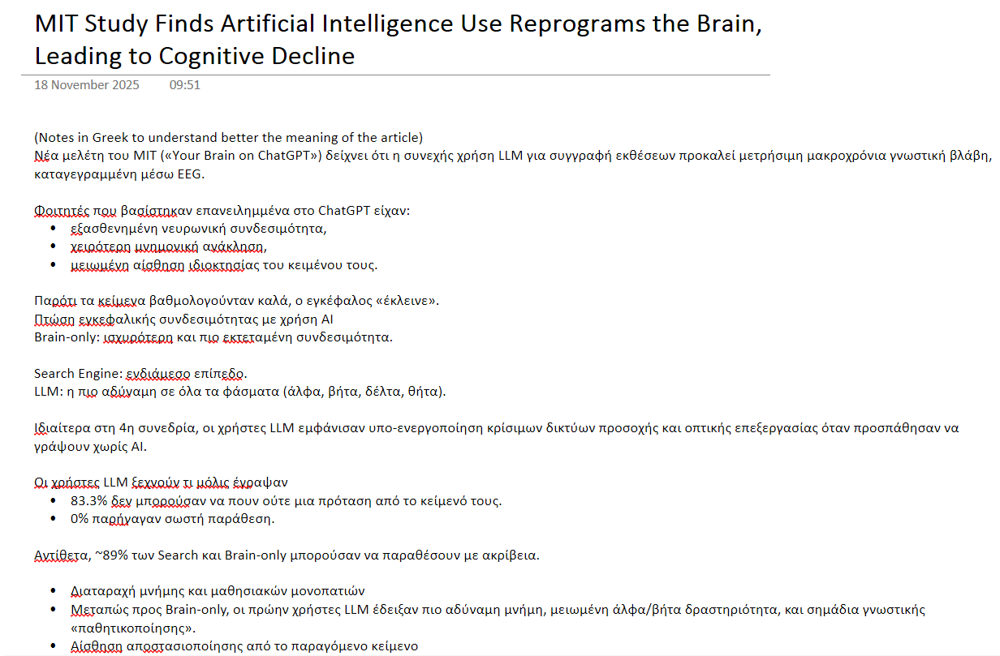 MIT Study Finds Artificial Intelligence Use Reprograms the Brain,
Leading to Cognitive Decline
18 November 2025 09:51
(Notes in Greek to understand better the meaning of the article)
Νέα μελέτη του MIT («Your Brain on ChatGPT») δείχνει ότι η συνεχής χρήση LLM για συγγραφή εκθέσεων προκαλεί μετρήσιμη μακροχρόνια γνωστική βλάβη,
καταγεγραμμένη μέσω EEG.
Φοιτητές που βασίστηκαν επανειλημμένα στο ChatGPT είχαν:
• εξασθενημένη νευρωνική συνδεσιμότητα,
• χειρότερη μνημονική ανάκληση,
• μειωμένη αίσθηση ιδιοκτησίας του κειμένου τους.
Παρότι τα κείμενα βαθμολογούνταν καλά, ο εγκέφαλος «έκλεινε».
Πτώση εγκεφαλικής συνδεσιμότητας με χρήση AI
Brain-only: ισχυρότερη και πιο εκτεταμένη συνδεσιμότητα.
Search Engine: ενδιάμεσο επίπεδο.
LLM: η πιο αδύναμη σε όλα τα φάσματα (άλφα, βήτα, δέλτα, θήτα).
Ιδιαίτερα στη 4η συνεδρία, οι χρήστες LLM εμφάνισαν υπο-ενεργοποίηση κρίσιμων δικτύων προσοχής και οπτικής επεξεργασίας όταν προσπάθησαν να
γράψουν χωρίς AI.
Οι χρήστες LLM ξεχνούν τι μόλις έγραψαν
• 83.3% δεν μπορούσαν να πουν ούτε μια πρόταση από το κείμενό τους.
• 0% παρήγαγαν σωστή παράθεση.
Αντίθετα, ~89% των Search και Brain-only μπορούσαν να παραθέσουν με ακρίβεια.
• Διαταραχή μνήμης και μαθησιακών μονοπατιών
• Μεταπώς προς Brain-only, οι πρώην χρήστες LLM έδειξαν πιο αδύναμη μνήμη, μειωμένη άλφα/βήτα δραστηριότητα, και σημάδια γνωστικής
«παθητικοποίησης».
• Αίσθηση αποστασιοποίησης από το παραγόμενο κείμενο